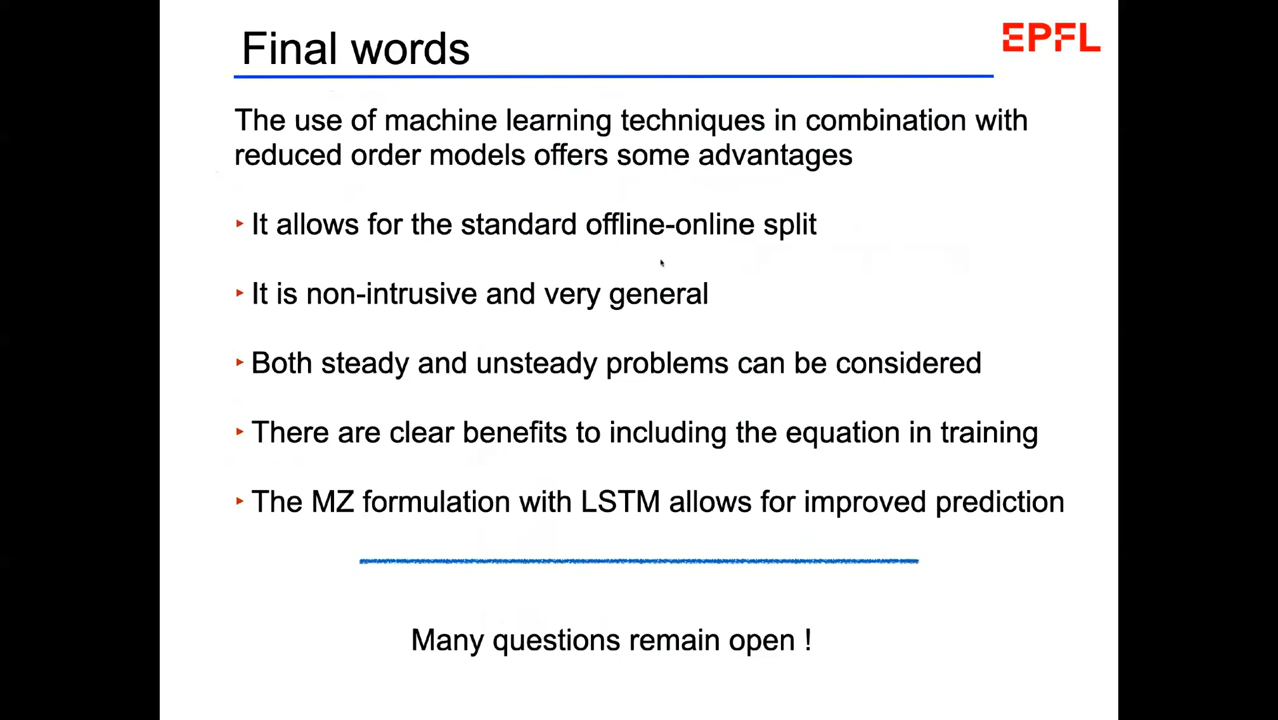 Final words
EPFL
The use of machine learning techniques in combination with
reduced order models offers some advantages
‣ It allows for the standard offline-online split
‣ It is non-intrusive and very general
‣ Both steady and unsteady problems can be considered
‣ There are clear benefits to including the equation in training
‣ The MZ formulation with LSTM allows for improved prediction
Many questions remain open !